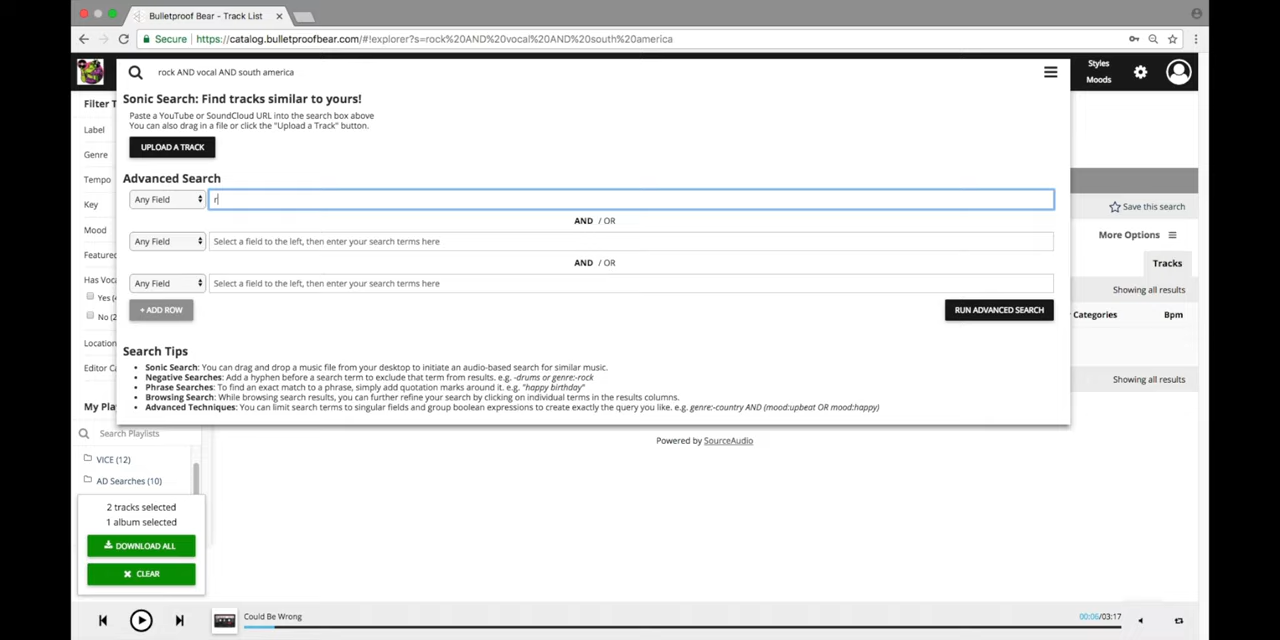 Bulletproof Bear - Track List
Secure https://catalog.bulletproofbear.com/#!explorer?s=rock%20AND%20vocal%20AND%20south%20america
rock AND vocal AND south america
Styles
Moods
Filter T
Label
Genre
Tempo
Key
Mood
Feature
Has Voca
Yes (
No (2
Location
Editor C
Sonic Search: Find tracks similar to yours!
Paste a YouTube or SoundCloud URL into the search box above
You can also drag in a file or click the "Upload a Track" button.
UPLOAD A TRACK
Advanced Search
Any Field r
AND / OR
Any Field Select a field to the left, then enter your search terms here
AND / OR
Any Field Select a field to the left, then enter your search terms here
+ ADD ROW RUN ADVANCED SEARCH
Search Tips
• Sonic Search: You can drag and drop a music file from your desktop to initiate an audio-based search for similar music.
• Negative Searches: Add a hyphen before a search term to exclude that term from results. e.g. -drums or genre:-rock
• Phrase Searches: To find an exact match to a phrase, simply add quotation marks around it. e.g. "happy birthday"
• Browsing Search: While browsing search results, you can further refine your search by clicking on individual terms in the results columns.
• Advanced Techniques: You can limit search terms to singular fields and group boolean expressions to create exactly the query you like. e.g. genre:-country AND (mood:upbeat OR mood:happy)
Save this search
More Options
Tracks
Showing all results
Categories Bpm
Showing all results
My Pla
Search Playlists
VICE (12)
AD Searches (10)
2 tracks selected
1 album selected
DOWNLOAD ALL
CLEAR
Powered by SourceAudio
Could Be Wrong
00:06/03:17